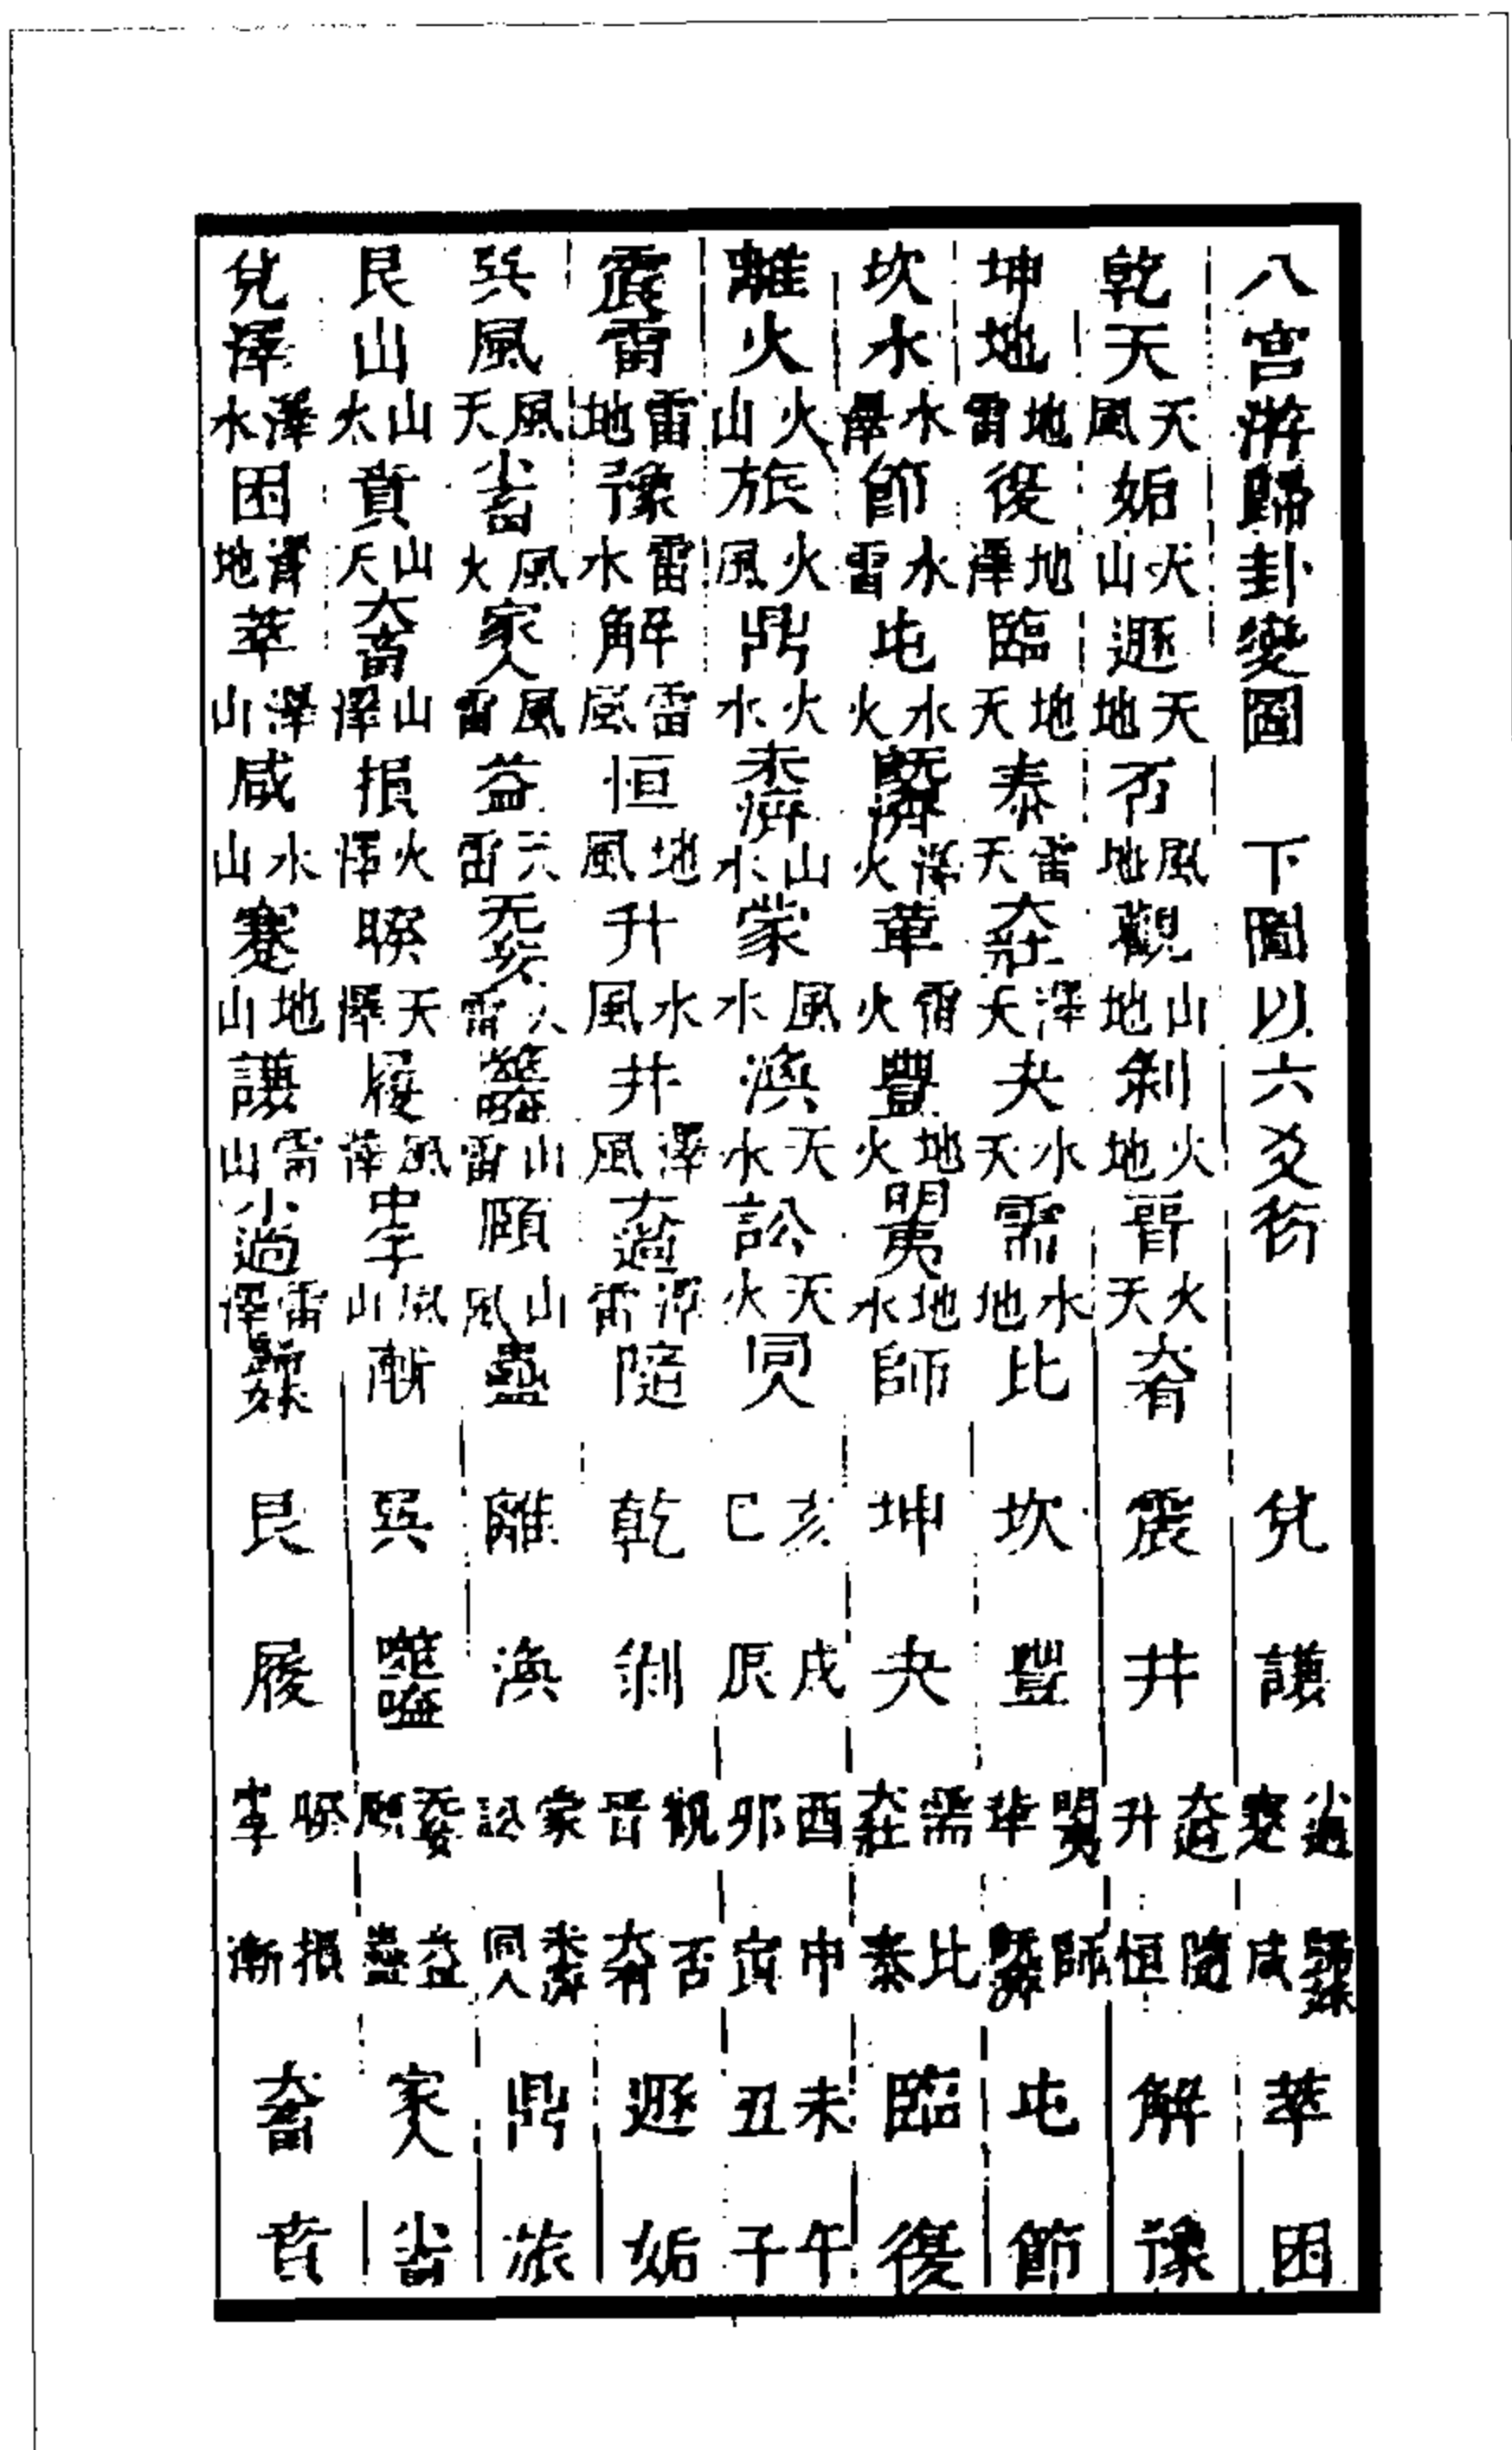 八宮游歸卦變圖　下圖以六爻衍　兌　謙　小過蹇　歸妹咸　萃　困
乾天　天風姤　天山遯　天地否　風地觀　山地剝　火地晉　火天大有　震　井　大過升　隨恒　解　豫
坤地　地雷復　地澤臨　地天泰　雷天大壯　澤天夬　水天需　水地比　坎　豐　明夷革　師旣濟　屯　節
坎水　水澤節　水雷屯　水火旣濟　澤火革　雷火豐　地火明夷　地水師　坤　夬　需大壯　比泰　臨　復
離火　火山旅　火風鼎　火水未濟　山水蒙　風水渙　天水訟　天火同人　亥巳　戌辰　酉卯　申寅　未丑　午子
震雷　雷地豫　雷水解　雷風恒　地風升　水風井　澤風大過　澤雷隨　乾　剝　觀晉　否大有　遯　姤
巽風　風天小畜　風火家人　風雷益　天雷无妄　火雷噬嗑　山雷頤　山風蠱　離　渙　蒙訟　未濟同人　鼎　旅
艮山　山火賁　山天大畜　山澤損　火澤睽　天澤履　風澤中孚　風山漸　巽　噬嗑　无妄頤　益蠱　家人　小畜
兌澤　澤水困　澤地萃　澤山咸　水山蹇　地山謙　雷山小過　雷澤歸妹　艮　履　睽中孚　損漸　大畜　賁